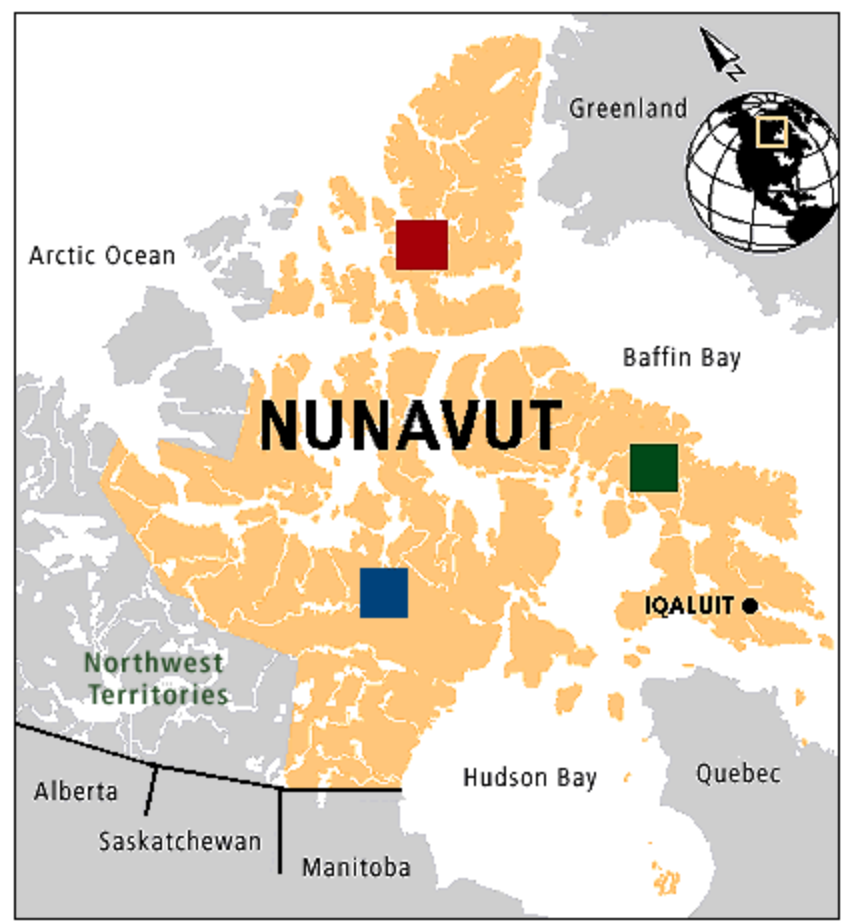 Greenland
Arctic Ocean
Baffin Bay
NUNAVUT
IQALUIT
Northwest
Territories
Hudson Bay
Quebec
Alberta
Saskatchewan
Manitoba
N